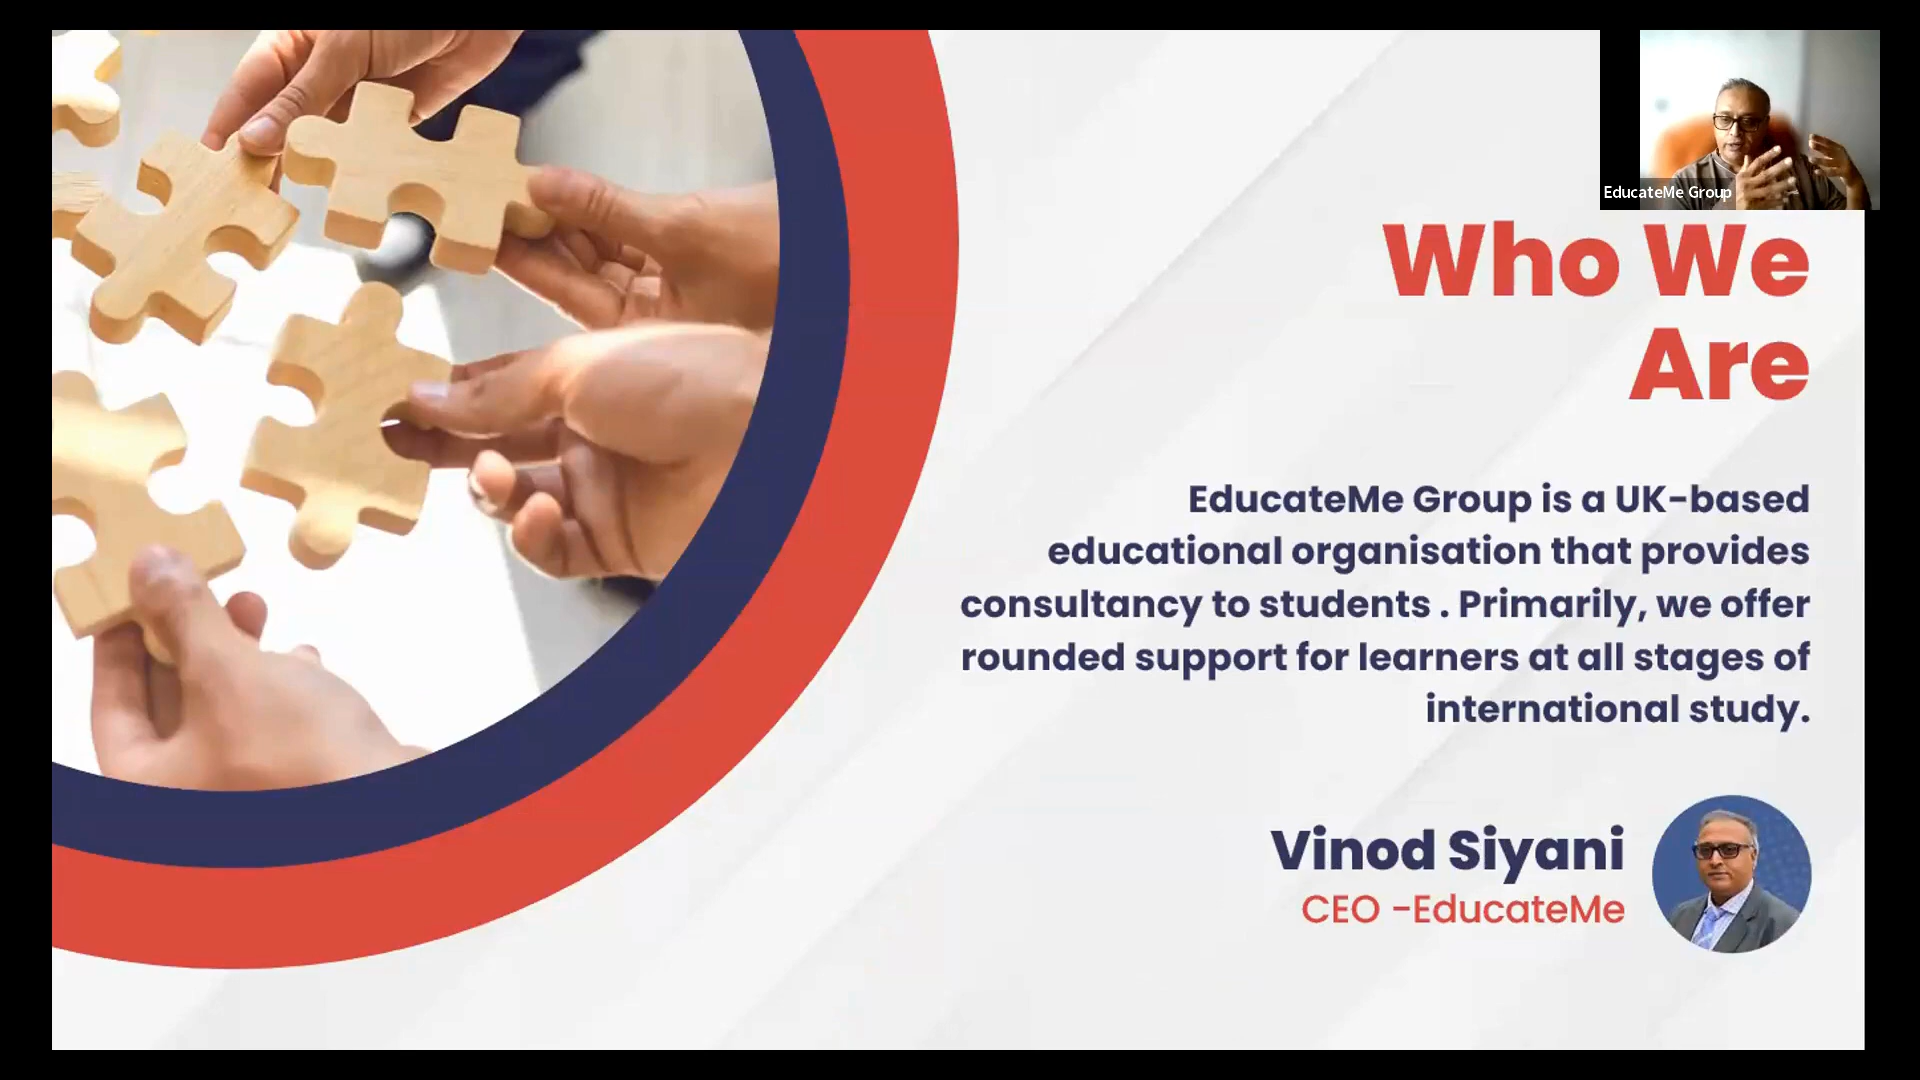 EducateMe Group
Who We
Are
EducateMe Group is a UK-based
educational organisation that provides
consultancy to students . Primarily, we offer
rounded support for learners at all stages of
international study.
Vinod Siyani
CEO -EducateMe